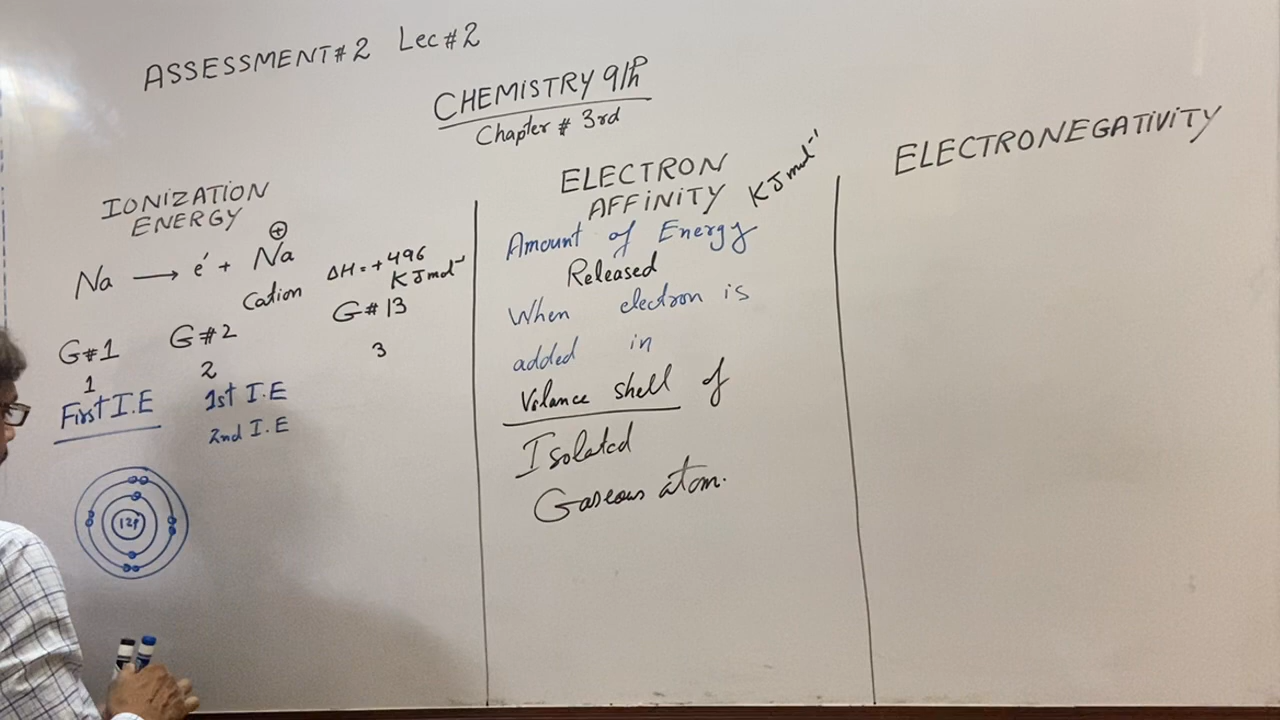 ASSESSMENT#2 Lec#2
CHEMISTRY 9th
Chapter # 3rd
IONIZATION
ENERGY
Na → e⁻ + Na⊕
Cation
ΔH = +496
KJmol⁻¹
G#1 G#2 G#13
1 2 3
First I.E 1st I.E
2nd I.E
12p
ELECTRON
AFFINITY KJmol⁻¹
Amount of Energy
Released
When electron is
added in
Valance shell of
Isolated
Gaseous atom.
ELECTRONEGATIVITY